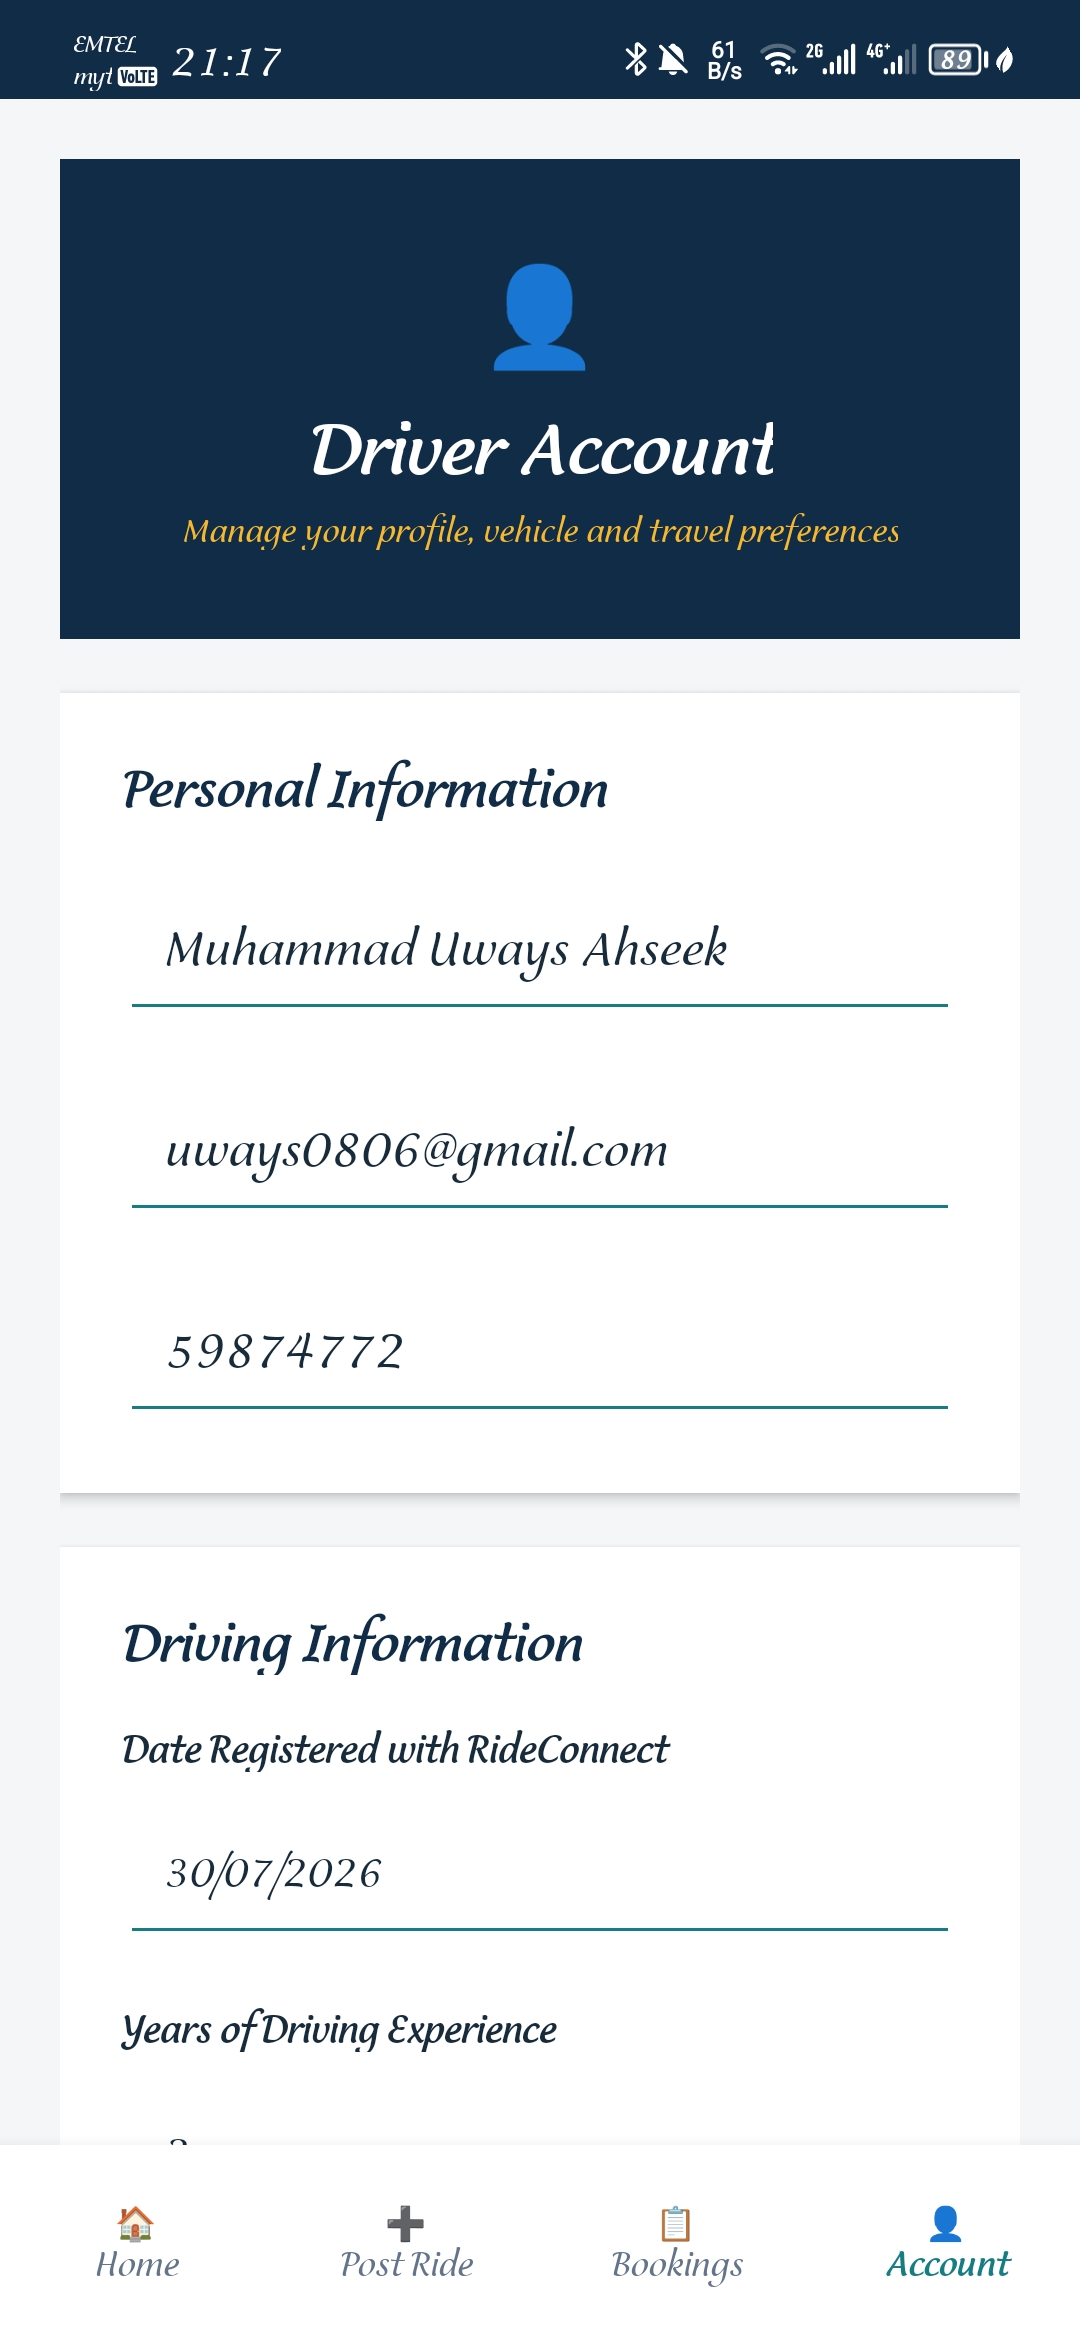 EMTEL
myt VoLTE
21:17
61
B/s
2G
4G+
89
Driver Account
Manage your profile, vehicle and travel preferences
Personal Information
Muhammad Uways Ahseek
uways0806@gmail.com
59874772
Driving Information
Date Registered with RideConnect
30/07/2026
Years of Driving Experience
Home
Post Ride
Bookings
Account